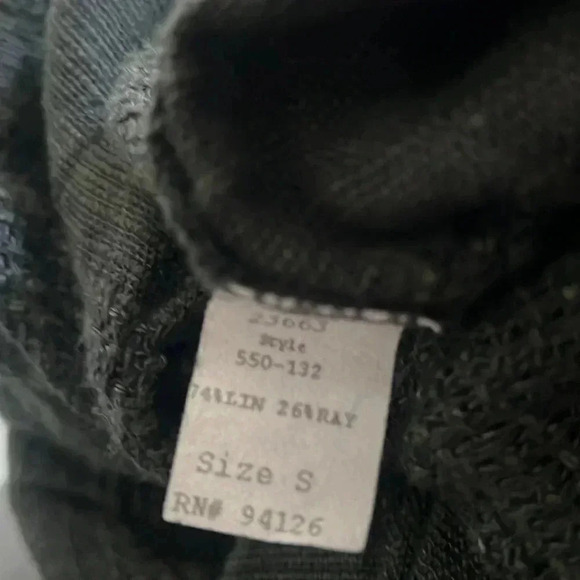 23663
Style
550-132
74%LIN 26%RAY
Size S
RN# 94126